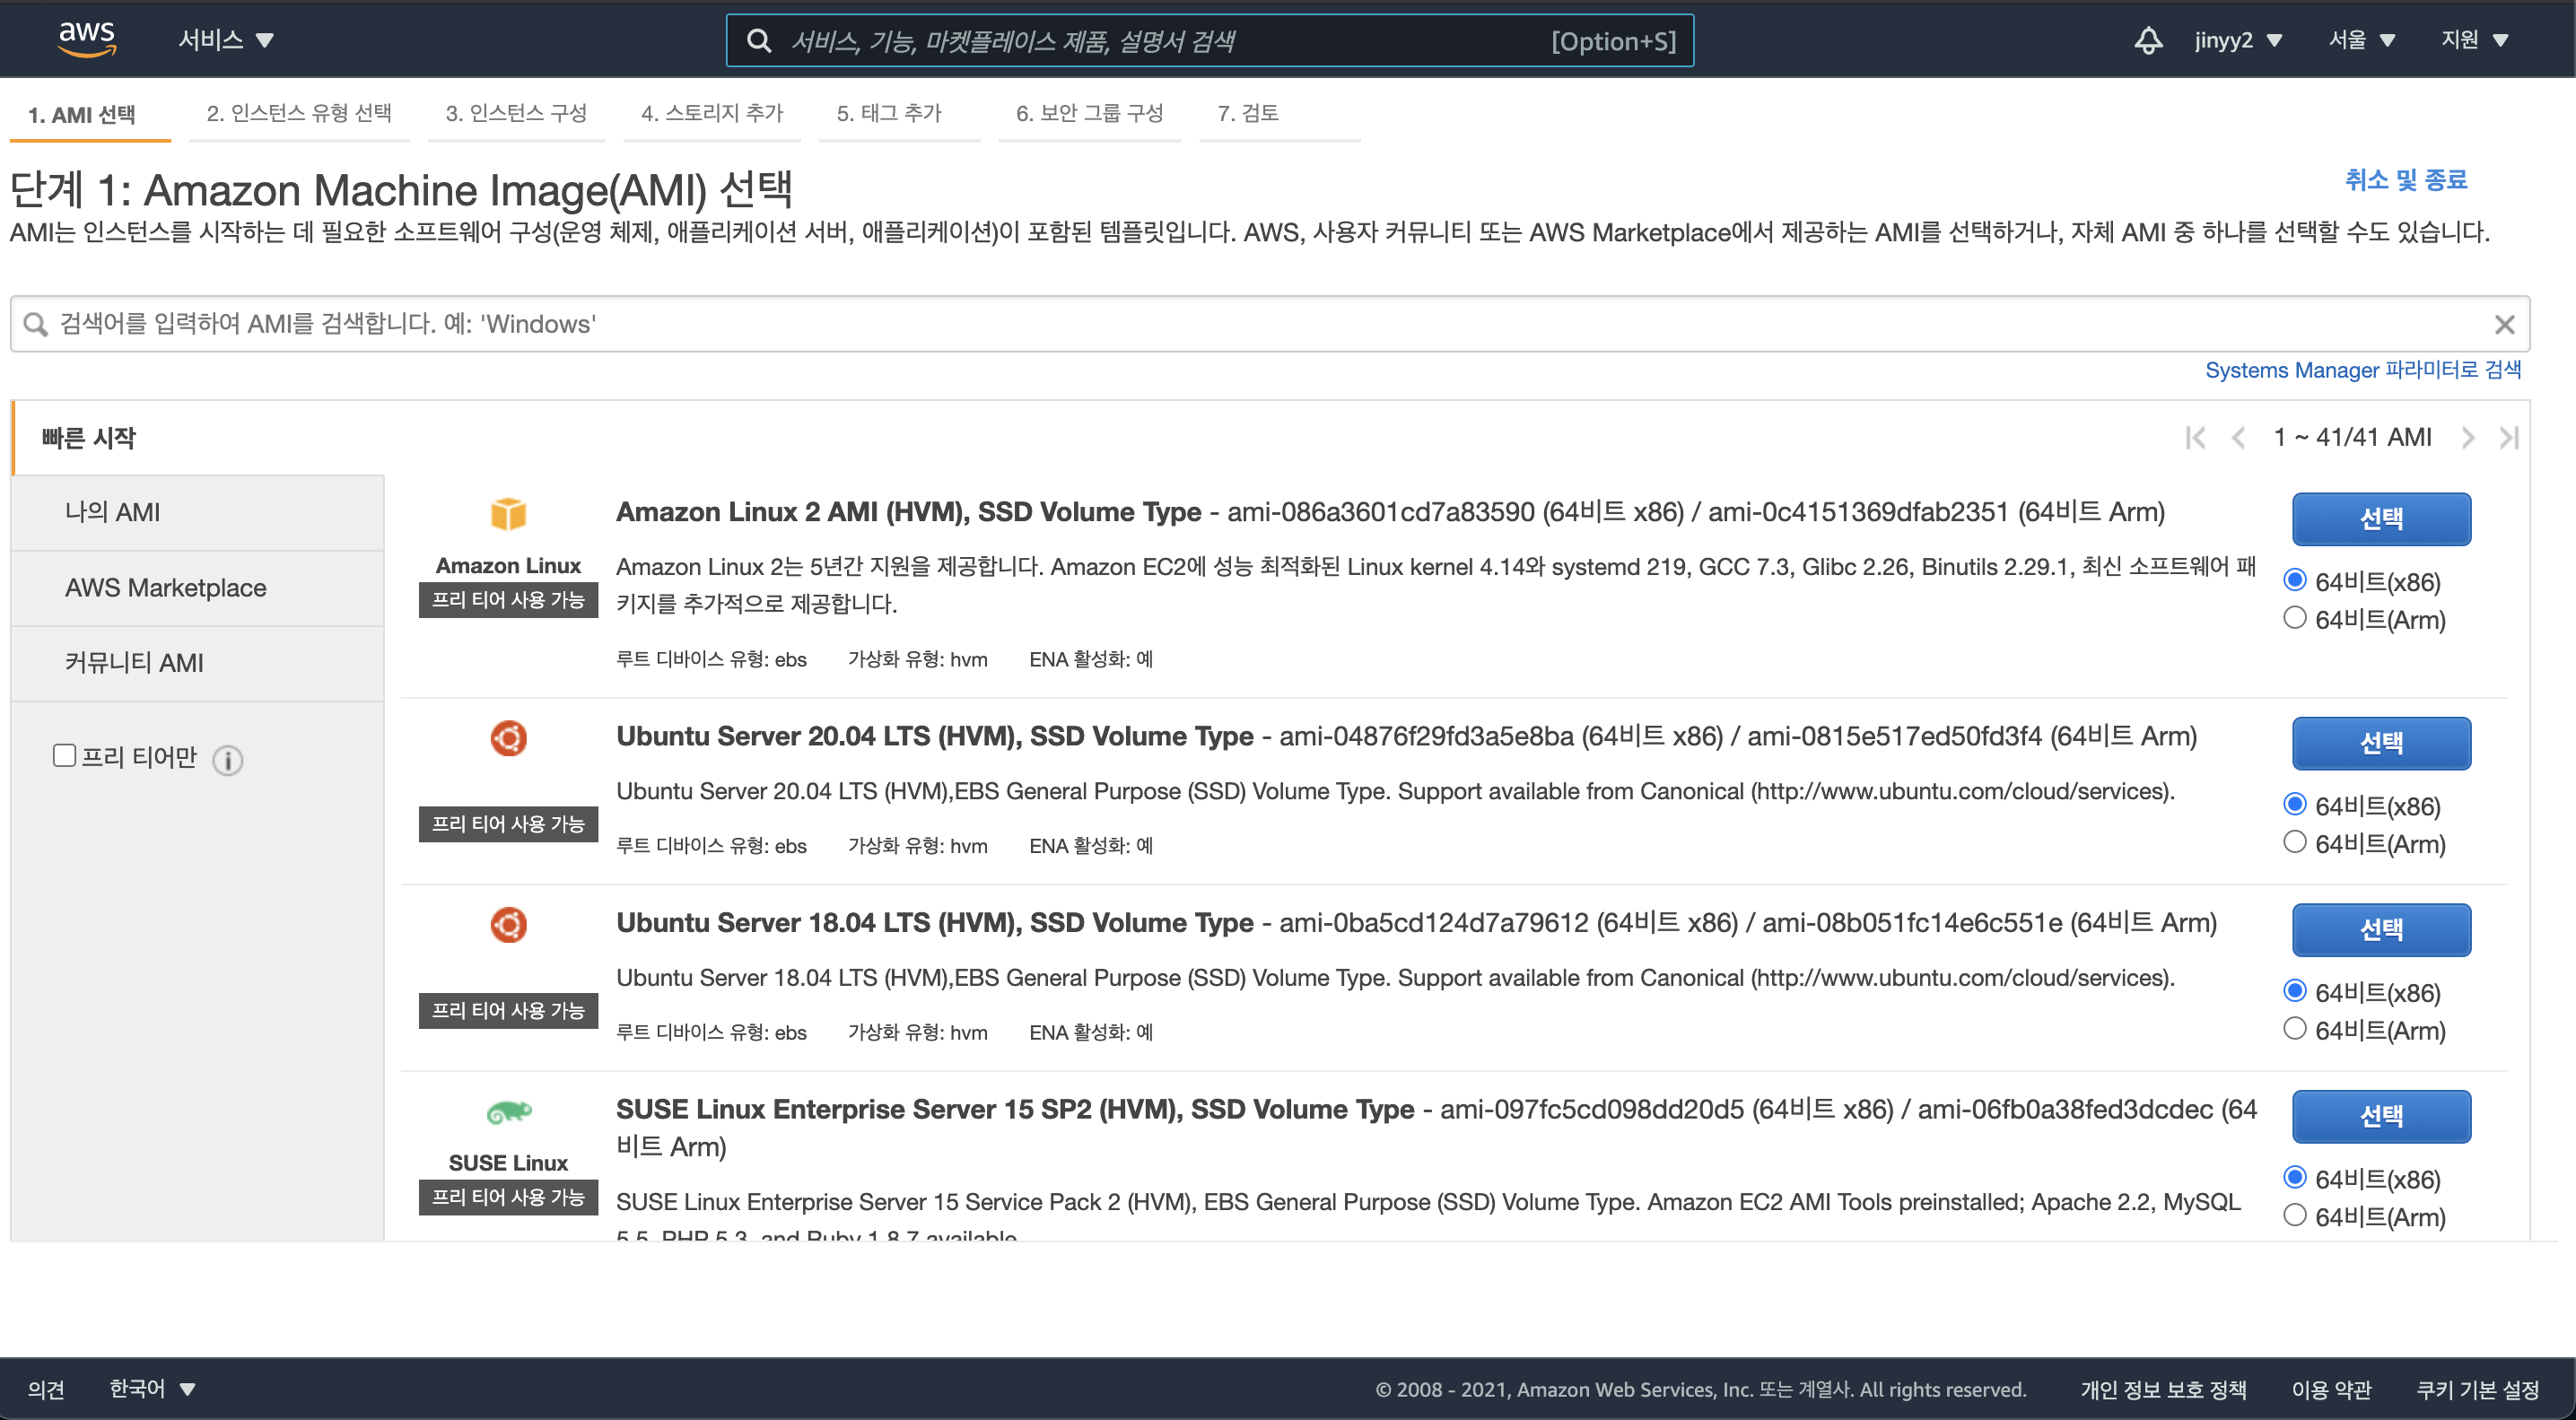 aws
서비스
서비스, 기능, 마켓플레이스 제품, 설명서 검색
[Option+S]
jinyy2
서울
지원
1. AMI 선택
2. 인스턴스 유형 선택
3. 인스턴스 구성
4. 스토리지 추가
5. 태그 추가
6. 보안 그룹 구성
7. 검토
단계 1: Amazon Machine Image(AMI) 선택
취소 및 종료
AMI는 인스턴스를 시작하는 데 필요한 소프트웨어 구성(운영 체제, 애플리케이션 서버, 애플리케이션)이 포함된 템플릿입니다. AWS, 사용자 커뮤니티 또는 AWS Marketplace에서 제공하는 AMI를 선택하거나, 자체 AMI 중 하나를 선택할 수도 있습니다.
검색어를 입력하여 AMI를 검색합니다. 예: 'Windows'
Systems Manager 파라미터로 검색
빠른 시작
1 ~ 41/41 AMI
나의 AMI
AWS Marketplace
커뮤니티 AMI
프리 티어만
Amazon Linux
프리 티어 사용 가능
Amazon Linux 2 AMI (HVM), SSD Volume Type - ami-086a3601cd7a83590 (64비트 x86) / ami-0c4151369dfab2351 (64비트 Arm)
Amazon Linux 2는 5년간 지원을 제공합니다. Amazon EC2에 성능 최적화된 Linux kernel 4.14와 systemd 219, GCC 7.3, Glibc 2.26, Binutils 2.29.1, 최신 소프트웨어 패
키지를 추가적으로 제공합니다.
루트 디바이스 유형: ebs 가상화 유형: hvm ENA 활성화: 예
선택
64비트(x86)
64비트(Arm)
프리 티어 사용 가능
Ubuntu Server 20.04 LTS (HVM), SSD Volume Type - ami-04876f29fd3a5e8ba (64비트 x86) / ami-0815e517ed50fd3f4 (64비트 Arm)
Ubuntu Server 20.04 LTS (HVM),EBS General Purpose (SSD) Volume Type. Support available from Canonical (http://www.ubuntu.com/cloud/services).
루트 디바이스 유형: ebs 가상화 유형: hvm ENA 활성화: 예
선택
64비트(x86)
64비트(Arm)
프리 티어 사용 가능
Ubuntu Server 18.04 LTS (HVM), SSD Volume Type - ami-0ba5cd124d7a79612 (64비트 x86) / ami-08b051fc14e6c551e (64비트 Arm)
Ubuntu Server 18.04 LTS (HVM),EBS General Purpose (SSD) Volume Type. Support available from Canonical (http://www.ubuntu.com/cloud/services).
루트 디바이스 유형: ebs 가상화 유형: hvm ENA 활성화: 예
선택
64비트(x86)
64비트(Arm)
SUSE Linux
프리 티어 사용 가능
SUSE Linux Enterprise Server 15 SP2 (HVM), SSD Volume Type - ami-097fc5cd098dd20d5 (64비트 x86) / ami-06fb0a38fed3dcdec (64
비트 Arm)
SUSE Linux Enterprise Server 15 Service Pack 2 (HVM), EBS General Purpose (SSD) Volume Type. Amazon EC2 AMI Tools preinstalled; Apache 2.2, MySQL
5.5, PHP 5.3, and Ruby 1.8.7 available
선택
64비트(x86)
64비트(Arm)
의견
한국어
© 2008 - 2021, Amazon Web Services, Inc. 또는 계열사. All rights reserved.
개인 정보 보호 정책
이용 약관
쿠키 기본 설정